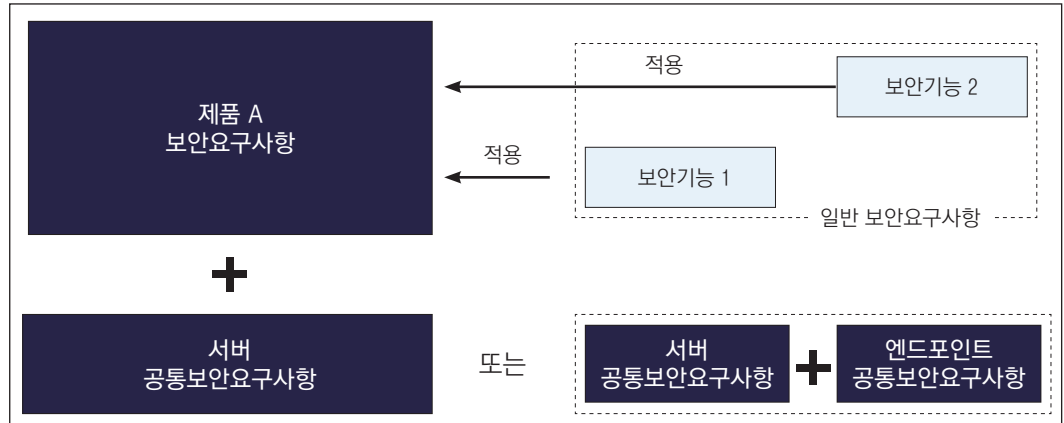 적용
보안기능 2
제품 A
보안요구사항
적용
보안기능 1
일반 보안요구사항
+
서버
공통보안요구사항
또는
서버
공통보안요구사항
+
엔드포인트
공통보안요구사항